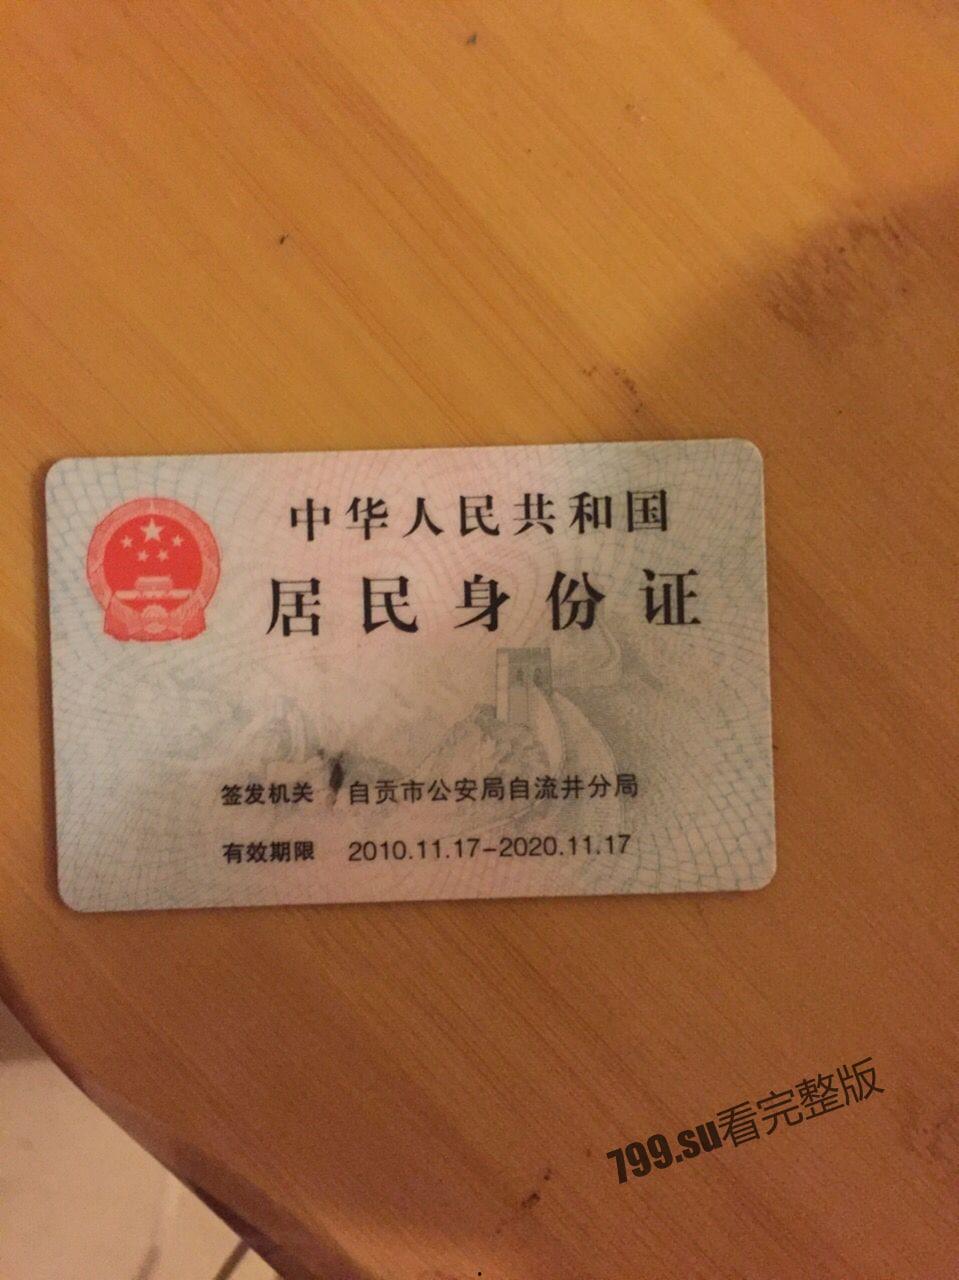 中华人民共和国
居民身份证
签发机关 自贡市公安局自流井分局
有效期限 2010.11.17-2020.11.17
799.su看完整版